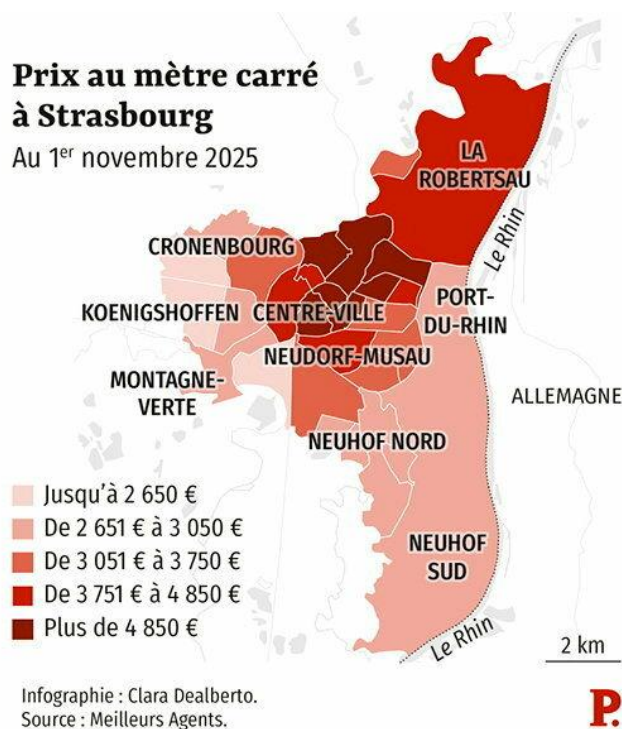 Prix au mètre carré
à Strasbourg
Au 1er novembre 2025
LA
ROBERTSAU
Le Rhin
CRONENBOURG
KOENIGSHOFFEN
CENTRE-VILLE
PORT-
DU-RHIN
NEUDORF-MUSAU
MONTAGNE-
VERTE
ALLEMAGNE
NEUHOF NORD
Jusqu'à 2 650 €
De 2 651 € à 3 050 €
De 3 051 € à 3 750 €
De 3 751 € à 4 850 €
Plus de 4 850 €
NEUHOF
SUD
Le Rhin
2 km
Infographie : Clara Dealberto.
Source : Meilleurs Agents.
P.